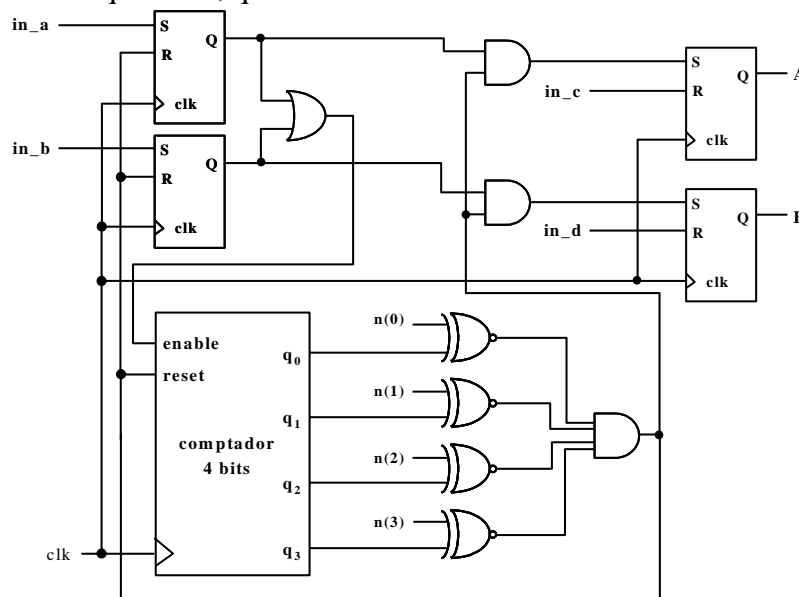 in_a
S
Q
R
clk
in_b
S
Q
R
clk
S
Q
A
in_c
R
clk
S
Q
in_d
R
clk
enable
reset
comptador
4 bits
q0
q1
q2
q3
n(0)
n(1)
n(2)
n(3)
clk